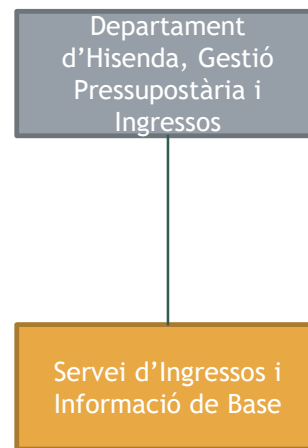 Departament
d’Hisenda, Gestió
Pressupostària i
Ingressos
Servei d’Ingressos i
Informació de Base